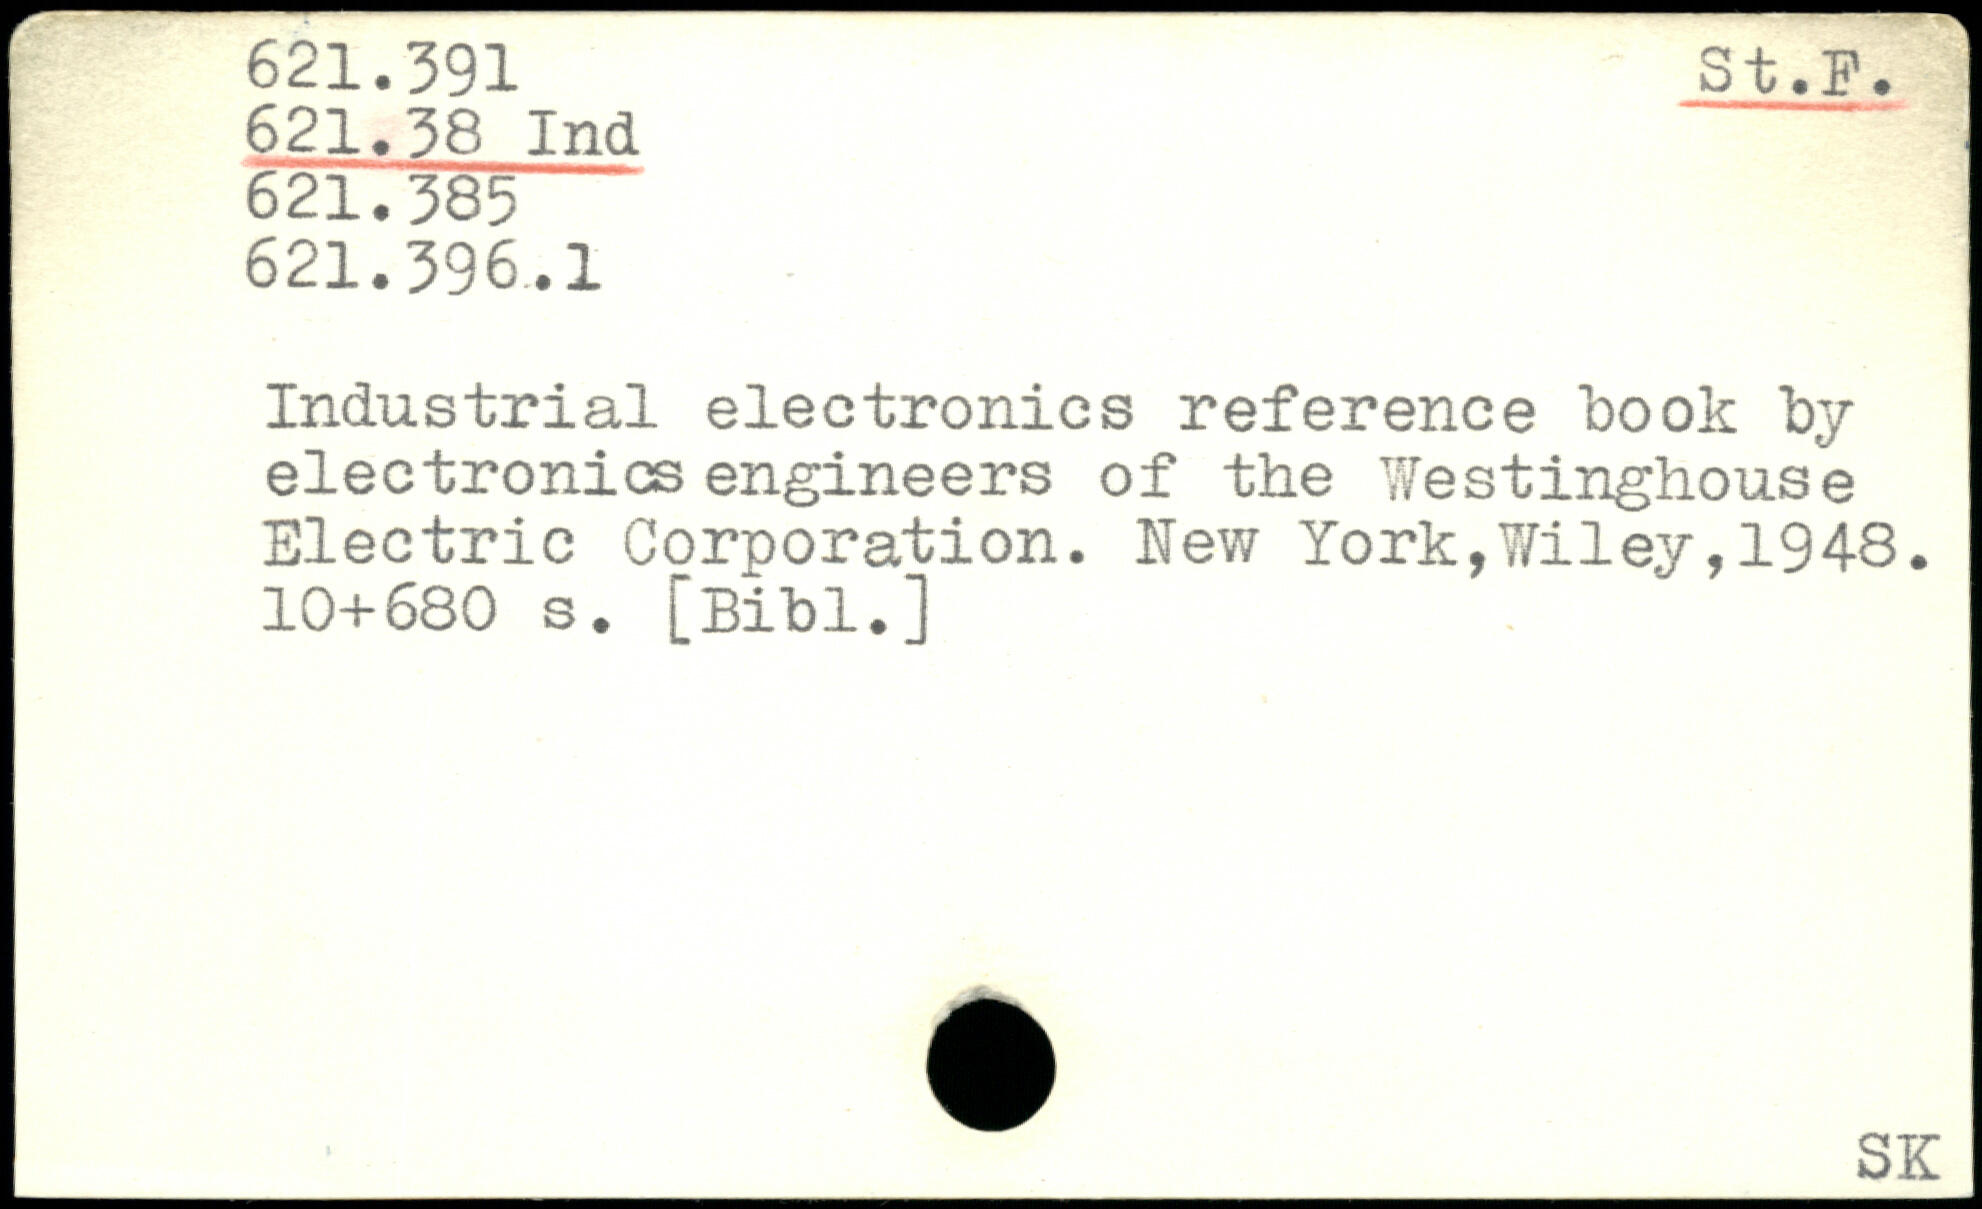 621.391
St.F.
621.38 Ind
621.385
621.396.1
Industrial electronics reference book by
electronics engineers of the Westinghouse
Electric Corporation. New York,Wiley,1948.
10+680 s. [Bibl.]
SK